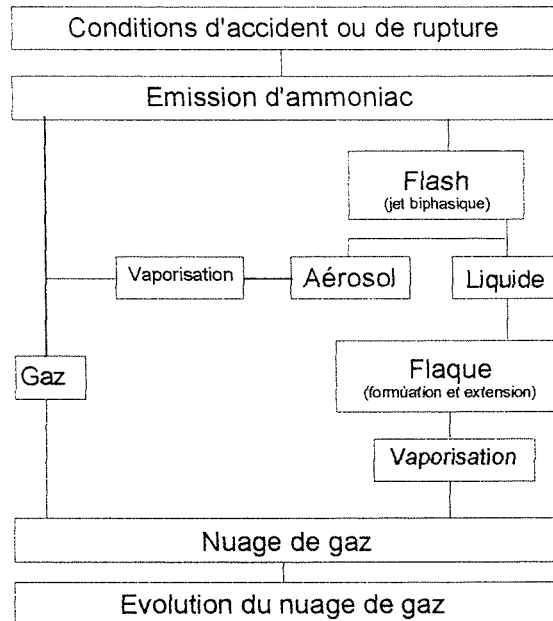 Conditions d'accident ou de rupture
Emission d'ammoniac
Flash
(jet biphasique)
Vaporisation
Aérosol
Liquide
Gaz
Flaque
(formùation et extension)
Vaporisation
Nuage de gaz
Evolution du nuage de gaz